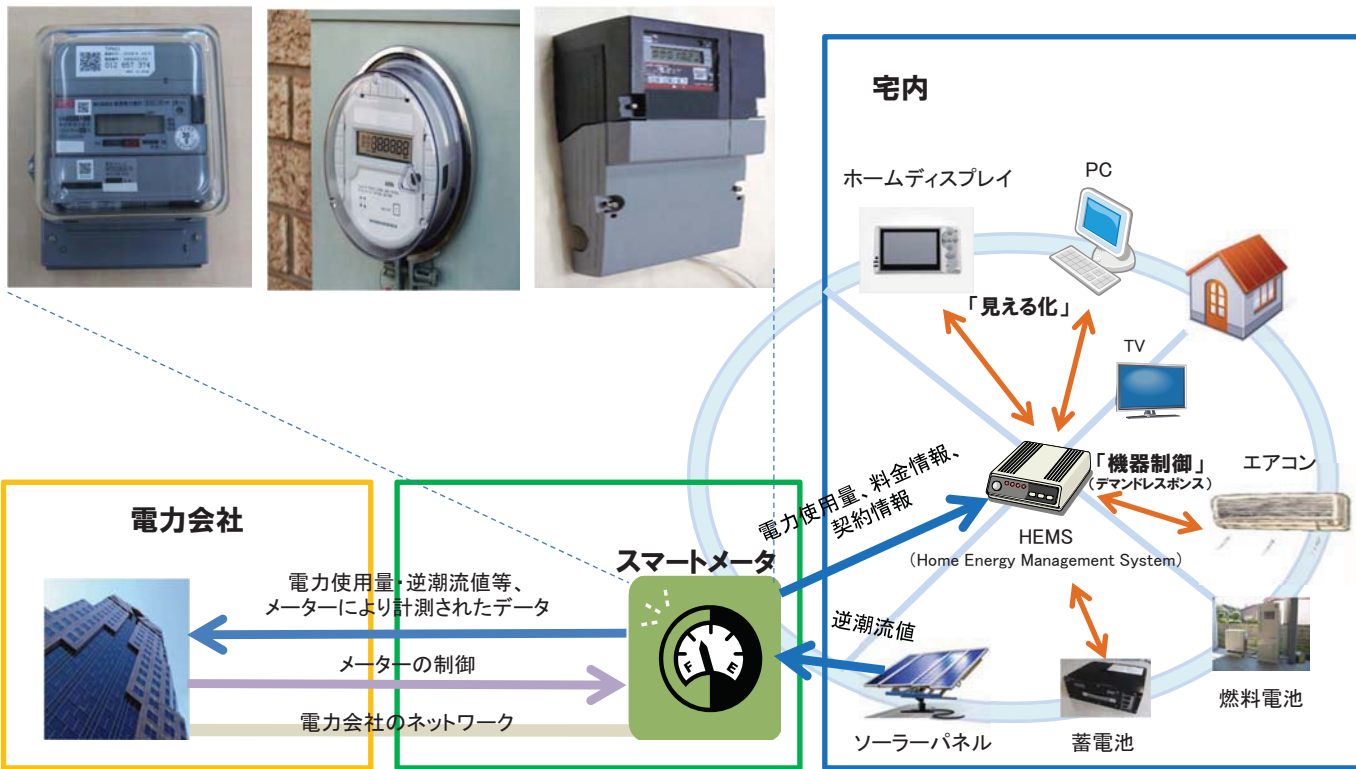 012 657 374
宅内
ホームディスプレイ
PC
「見える化」
TV
「機器制御」
(デマンドレスポンス)
エアコン
電力使用量、料金情報、
契約情報
HEMS
(Home Energy Management System)
電力会社
スマートメータ
電力使用量・逆潮流値等、
メーターにより計測されたデータ
逆潮流値
F E
メーターの制御
電力会社のネットワーク
ソーラーパネル
蓄電池
燃料電池